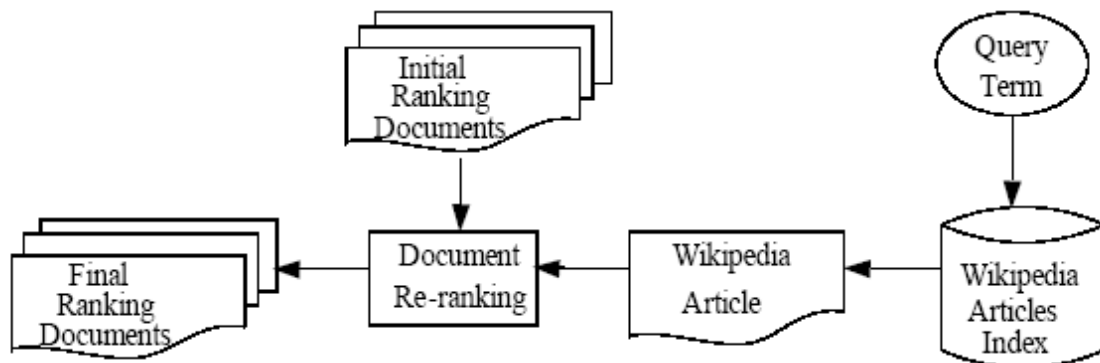 Initial
Ranking
Documents
Query
Term
Final
Ranking
Documents
Document
Re-ranking
Wikipedia
Article
Wikipedia
Articles
Index